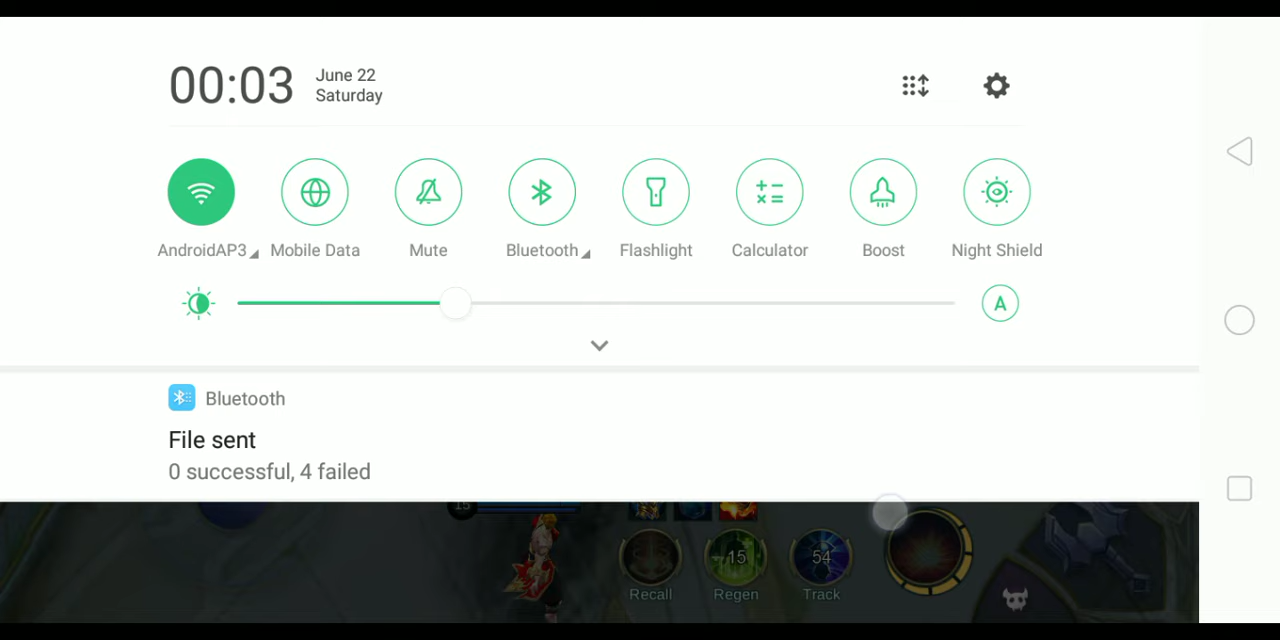 00:03
June 22
Saturday
AndroidAP3
Mobile Data
Mute
Bluetooth
Flashlight
Calculator
Boost
Night Shield
A
Bluetooth
File sent
0 successful, 4 failed
15
15
54
Recall
Regen
Track